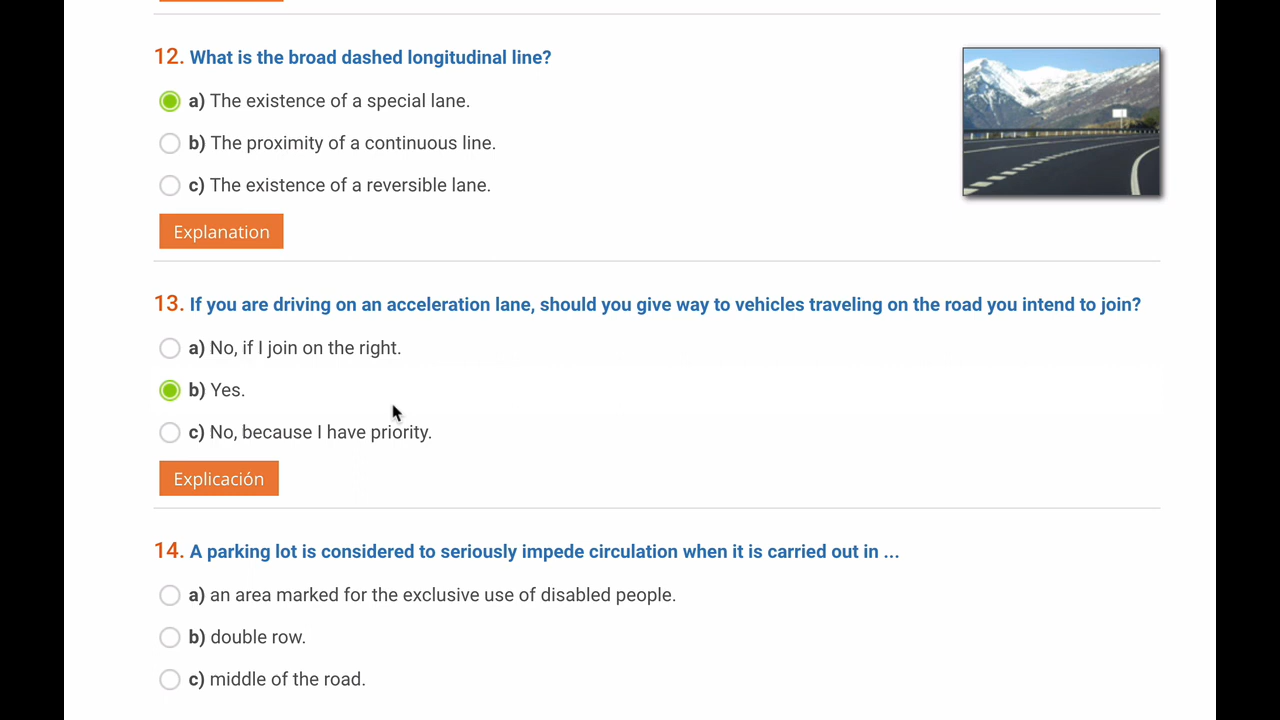 12. What is the broad dashed longitudinal line?
a) The existence of a special lane.
b) The proximity of a continuous line.
c) The existence of a reversible lane.
Explanation
13. If you are driving on an acceleration lane, should you give way to vehicles traveling on the road you intend to join?
a) No, if I join on the right.
b) Yes.
c) No, because I have priority.
Explicación
14. A parking lot is considered to seriously impede circulation when it is carried out in ...
a) an area marked for the exclusive use of disabled people.
b) double row.
c) middle of the road.